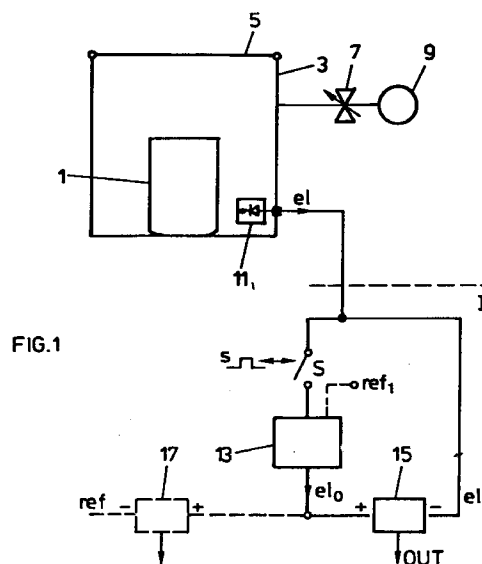 5
3
7
9
1
11₁
el
I
FIG.1
s
S
ref₁
13
17
el₀
15
ref
-
+
+
-
el
OUT